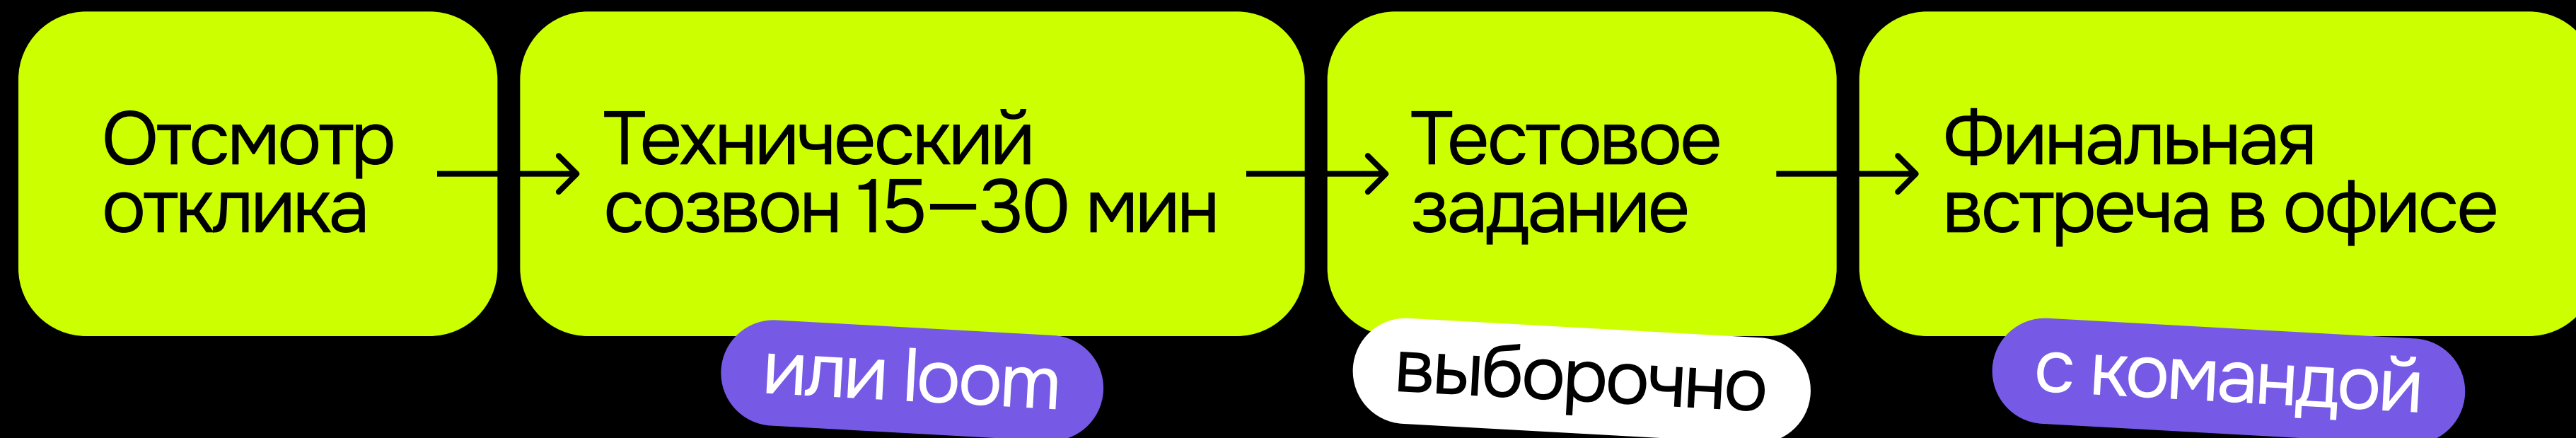 Отсмотр
отклика
Технический
созвон 15—30 мин
или loom
Тестовое
задание
выборочно
Финальная
встреча в офисе
с командой